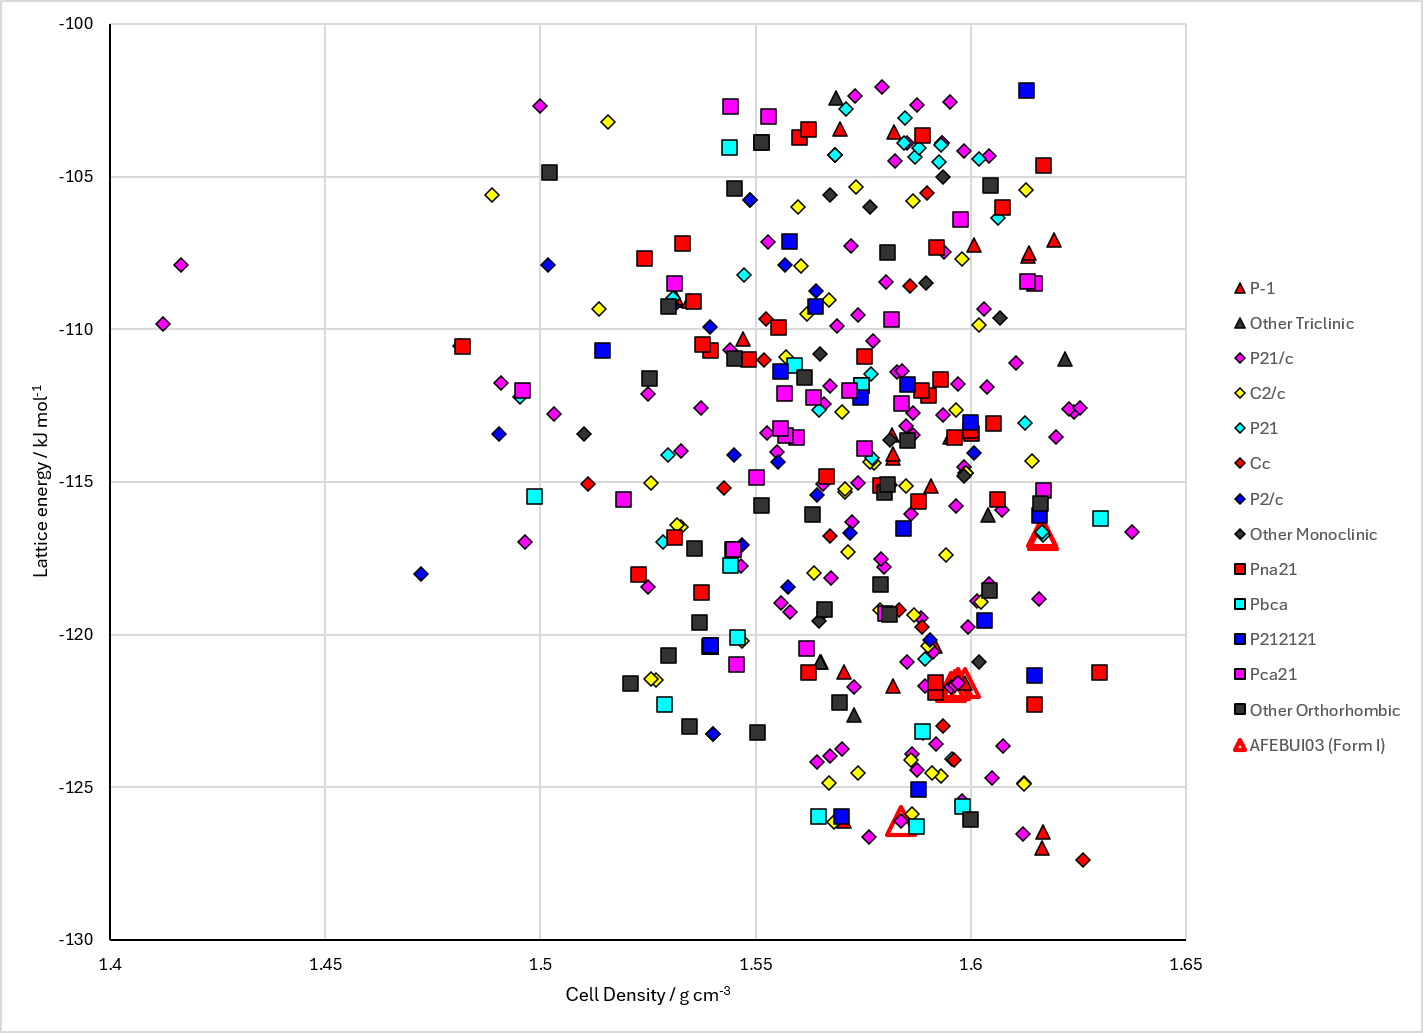 -100
-105
-110
-115
-120
-125
-130
Lattice energy / kJ mol⁻¹
1.4 1.45 1.5 1.55 1.6 1.65
Cell Density / g cm⁻³
P-1
Other Triclinic
P21/c
C2/c
P21
Cc
P2/c
Other Monoclinic
Pna21
Pbca
P212121
Pca21
Other Orthorhombic
AFEBUI03 (Form I)